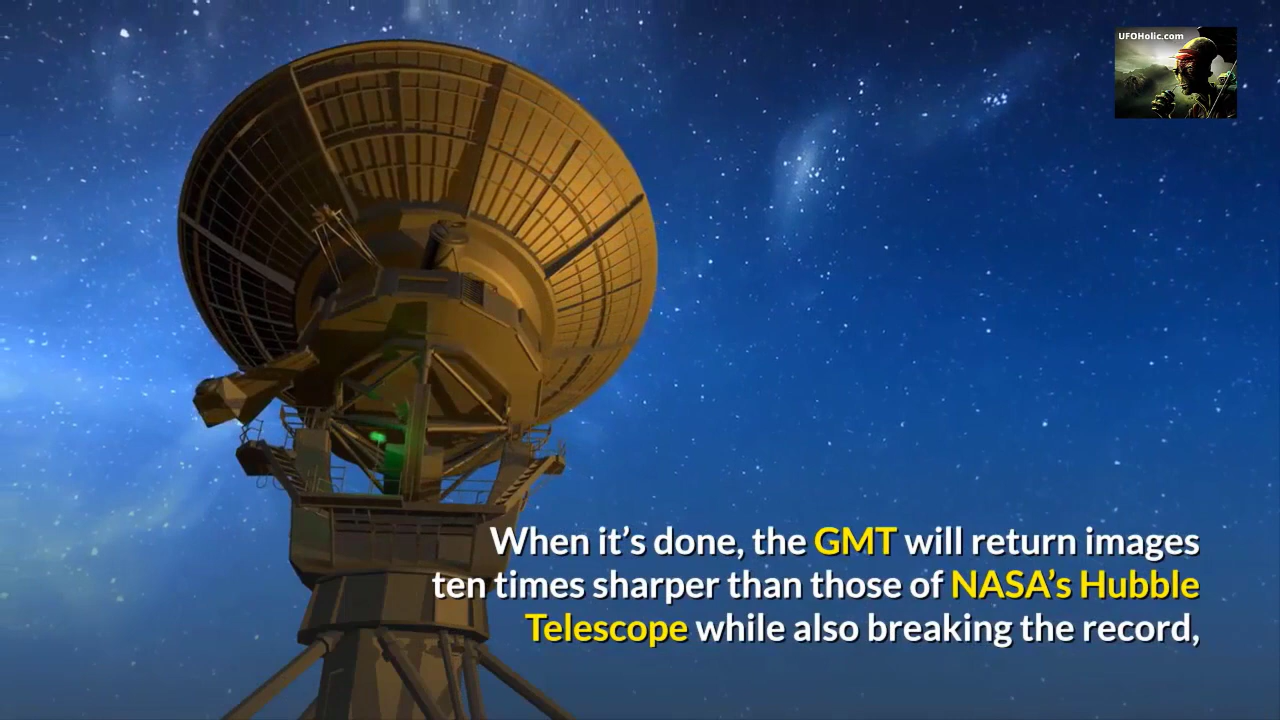 UFOHolic.com
When it’s done, the GMT will return images
ten times sharper than those of NASA’s Hubble
Telescope while also breaking the record,